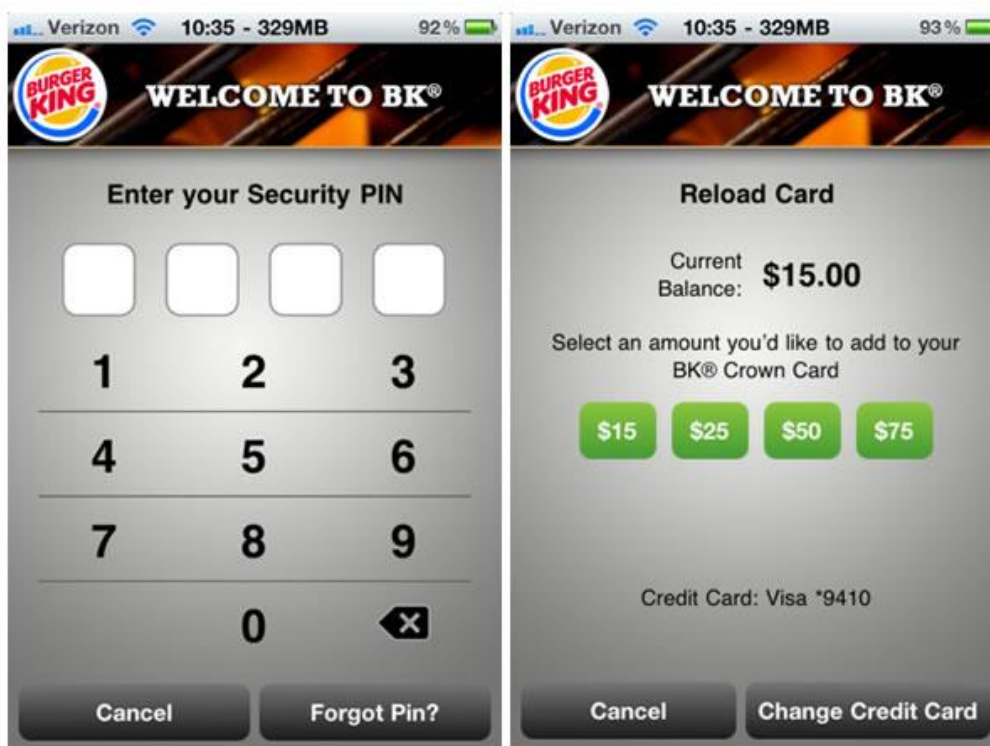 Verizon 10:35 - 329MB 92%
BURGER
KING
WELCOME TO BK®
Enter your Security PIN
1 2 3
4 5 6
7 8 9
0
Cancel Forgot Pin?
Verizon 10:35 - 329MB 93%
BURGER
KING
WELCOME TO BK®
Reload Card
Current
Balance: $15.00
Select an amount you'd like to add to your
BK® Crown Card
$15 $25 $50 $75
Credit Card: Visa *9410
Cancel Change Credit Card